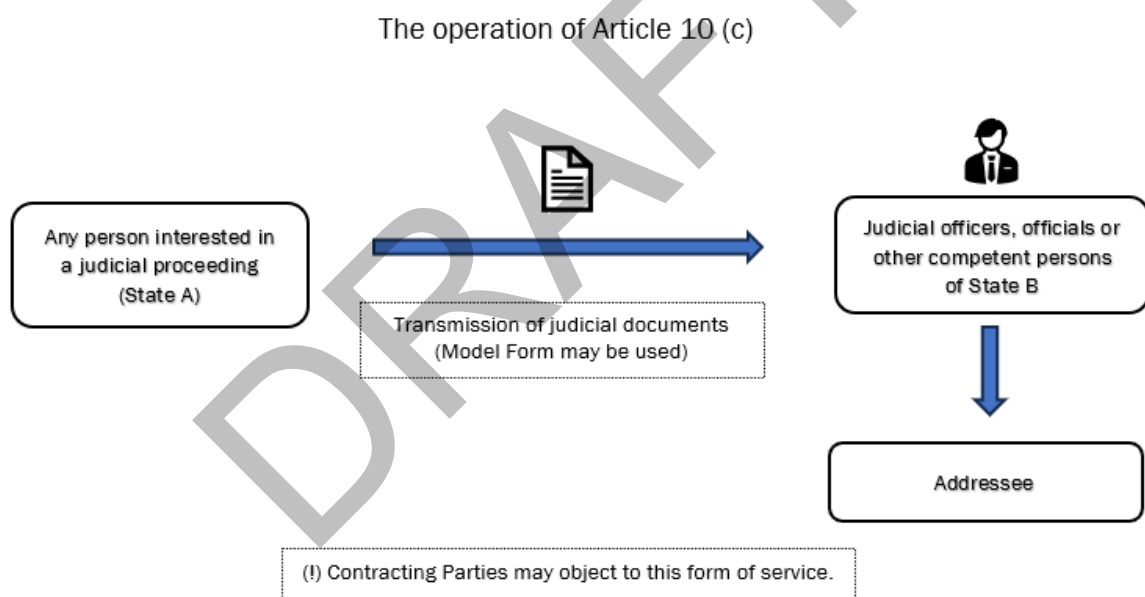 The operation of Article 10 (c)
Any person interested in
a judicial proceeding
(State A)
Transmission of judicial documents
(Model Form may be used)
Judicial officers, officials or
other competent persons
of State B
Addressee
(!) Contracting Parties may object to this form of service.
DRAFT